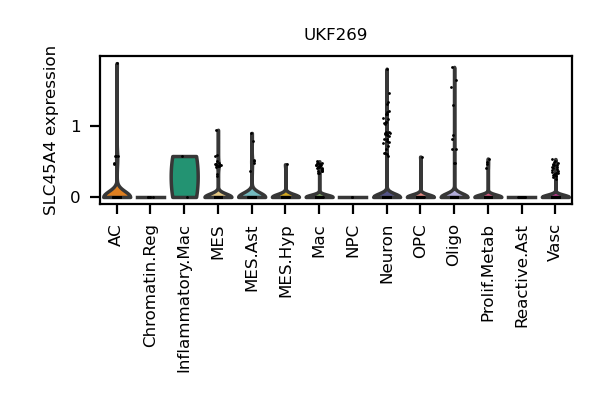 UKF269
SLC45A4 expression
1
0
AC
Chromatin.Reg
Inflammatory.Mac
MES
MES.Ast
MES.Hyp
Mac
NPC
Neuron
OPC
Oligo
Prolif.Metab
Reactive.Ast
Vasc